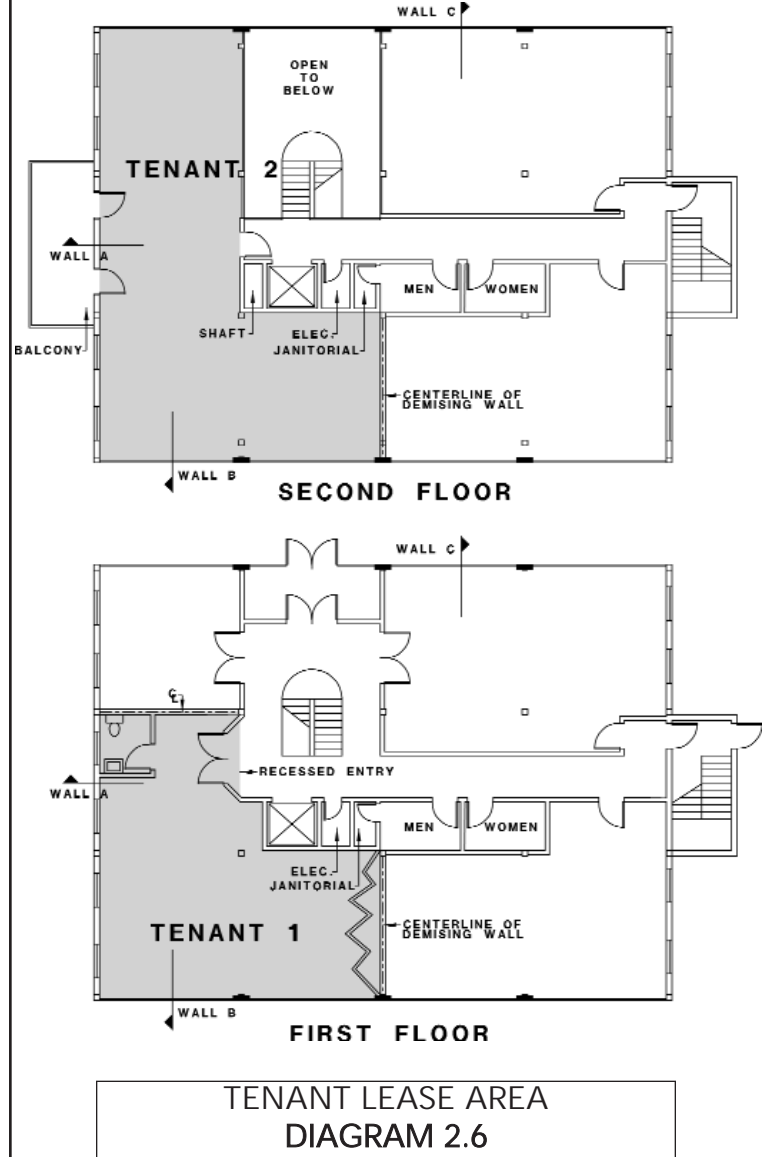 WALL C
OPEN
TO
BELOW
TENANT 2
WALL A
MEN
WOMEN
SHAFT
ELEC.
JANITORIAL
BALCONY
CENTERLINE OF
DEMISING WALL
WALL B
SECOND FLOOR
WALL C
℄
RECESSED ENTRY
WALL A
MEN
WOMEN
ELEC.
JANITORIAL
CENTERLINE OF
DEMISING WALL
TENANT 1
WALL B
FIRST FLOOR
TENANT LEASE AREA
DIAGRAM 2.6